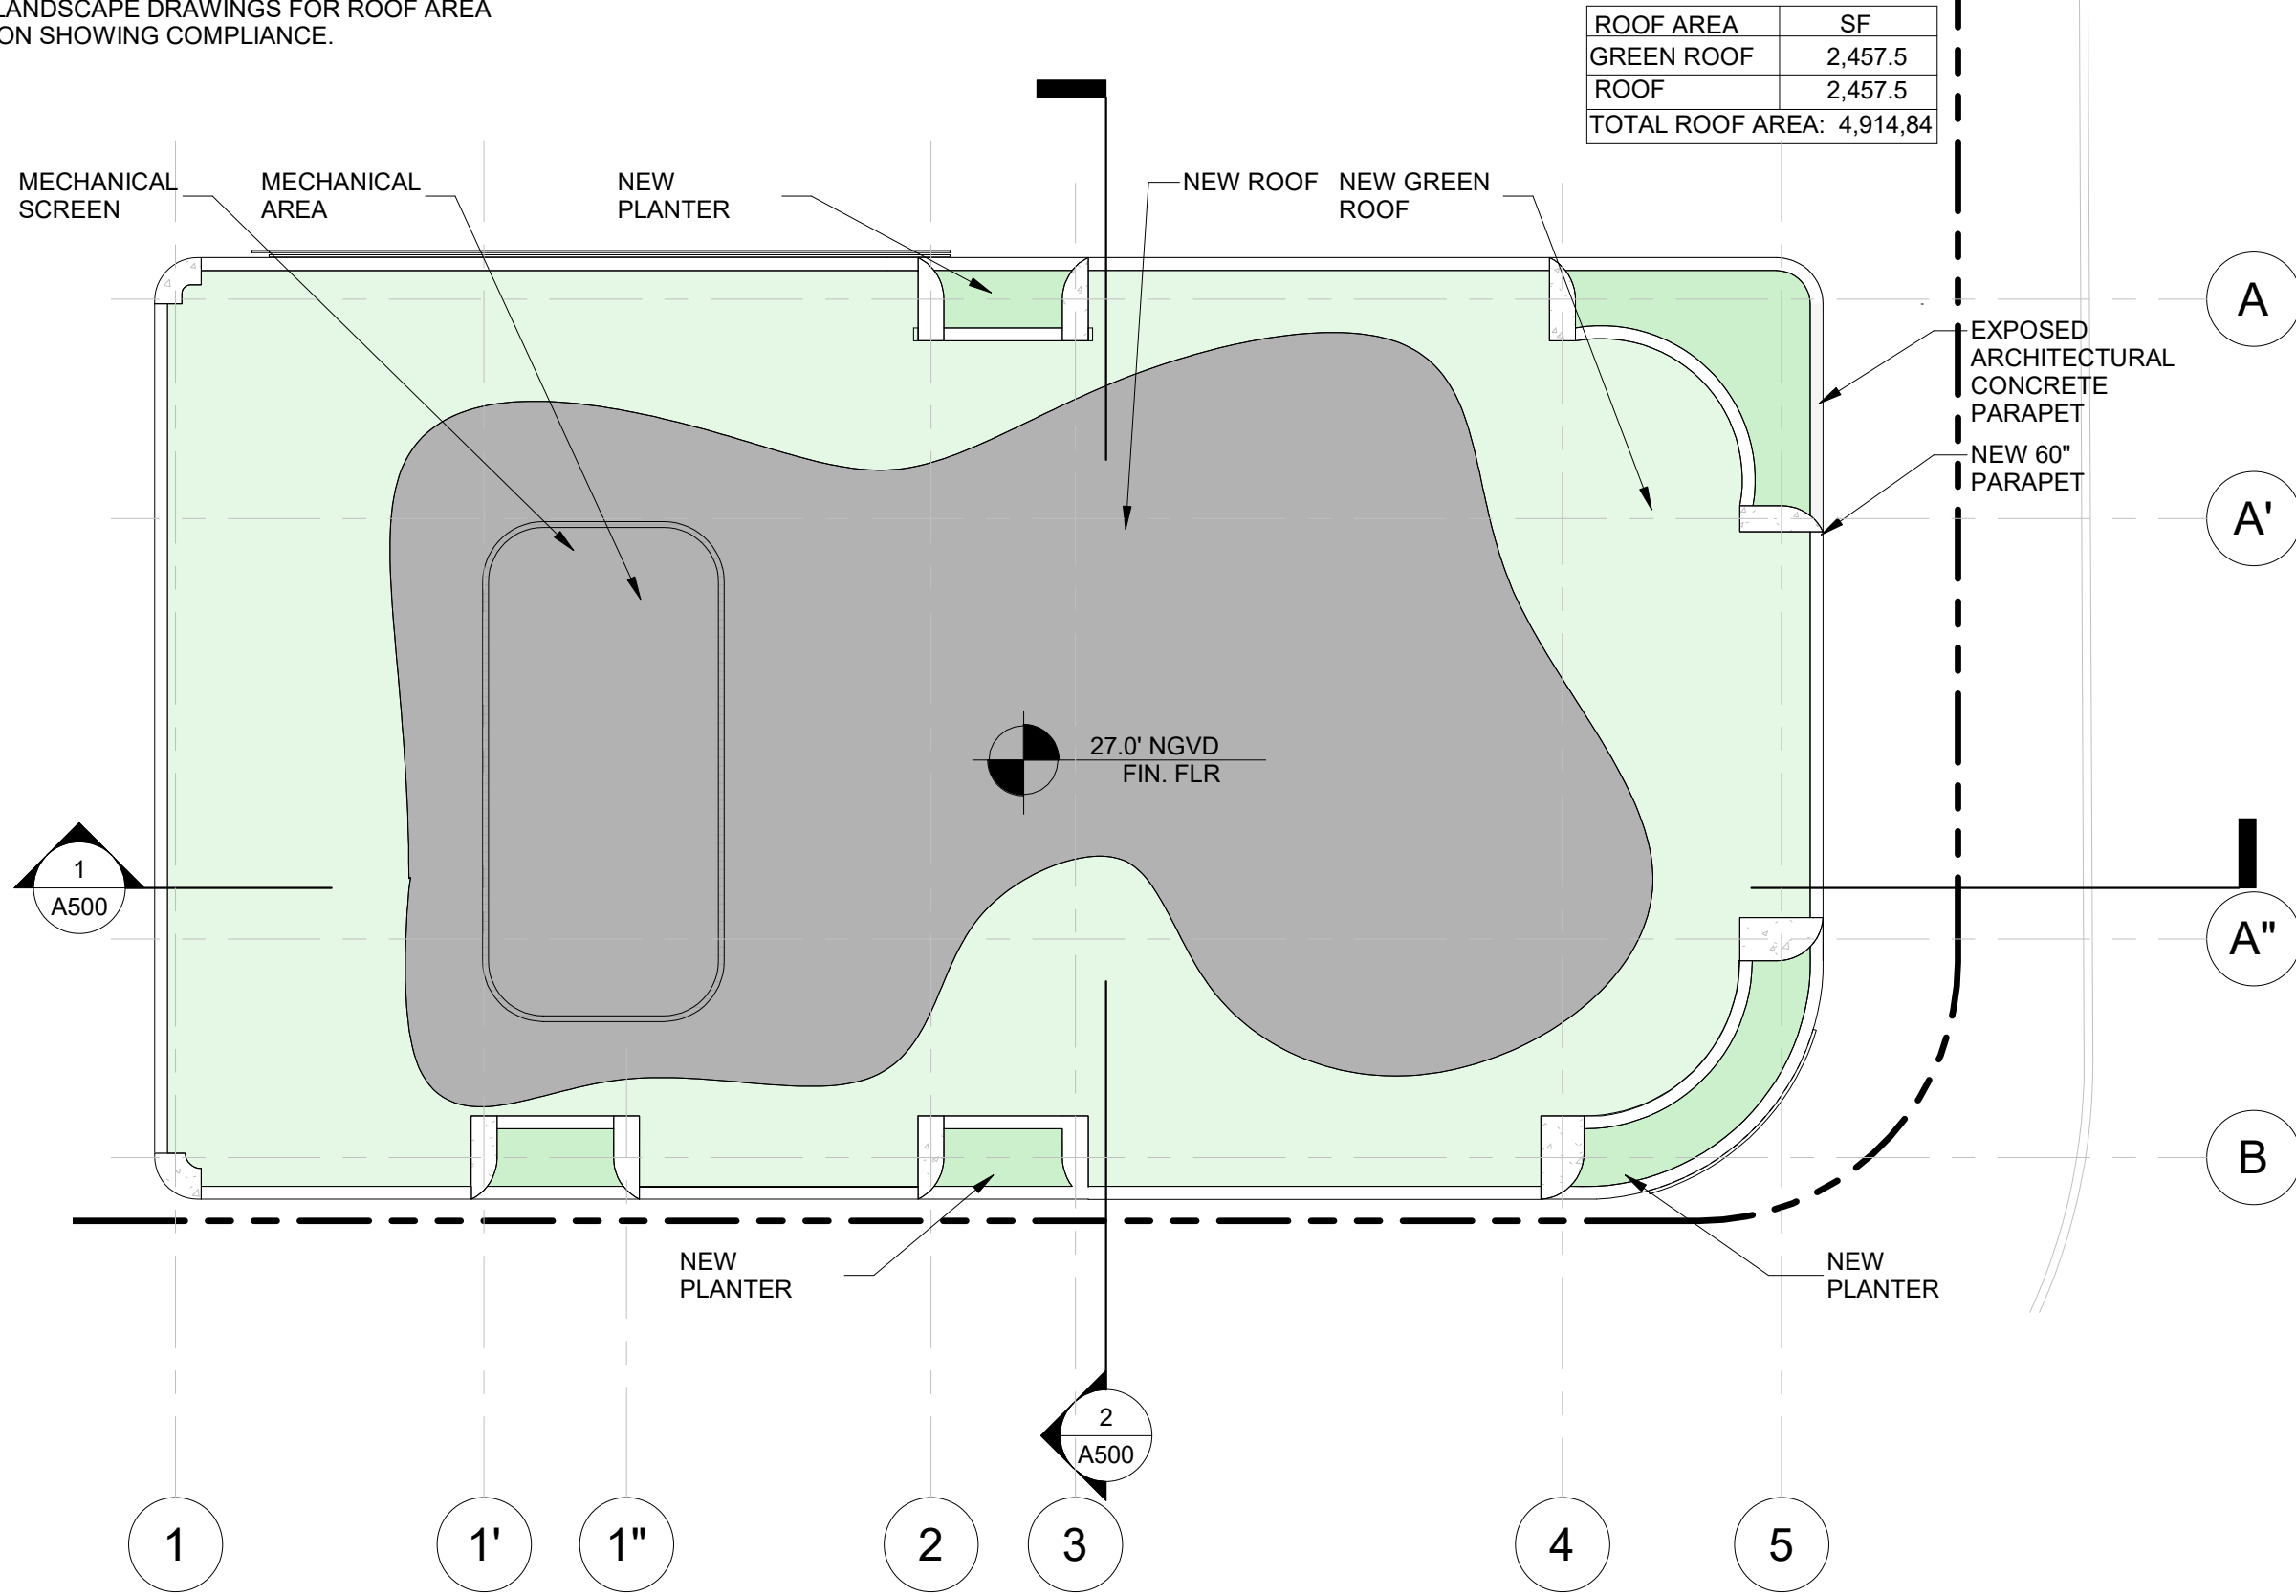 LANDSCAPE DRAWINGS FOR ROOF AREA
ON SHOWING COMPLIANCE.
ROOF AREA SF
GREEN ROOF 2,457.5
ROOF 2,457.5
TOTAL ROOF AREA: 4,914,84
MECHANICAL
SCREEN
MECHANICAL
AREA
NEW
PLANTER
NEW ROOF
NEW GREEN
ROOF
A
EXPOSED
ARCHITECTURAL
CONCRETE
PARAPET
NEW 60"
PARAPET
A'
27.0' NGVD
FIN. FLR
1
A500
A"
B
NEW
PLANTER
NEW
PLANTER
2
A500
1
1'
1"
2
3
4
5